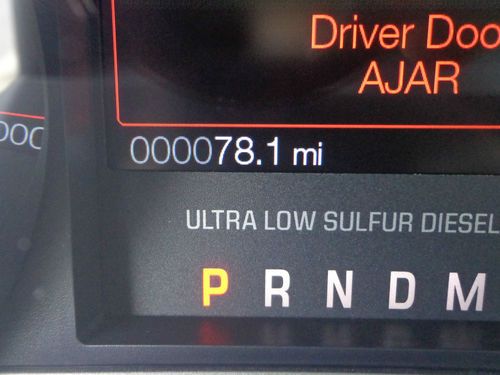 Driver Doo
AJAR
000078.1 mi
ULTRA LOW SULFUR DIESEL
P R N D M